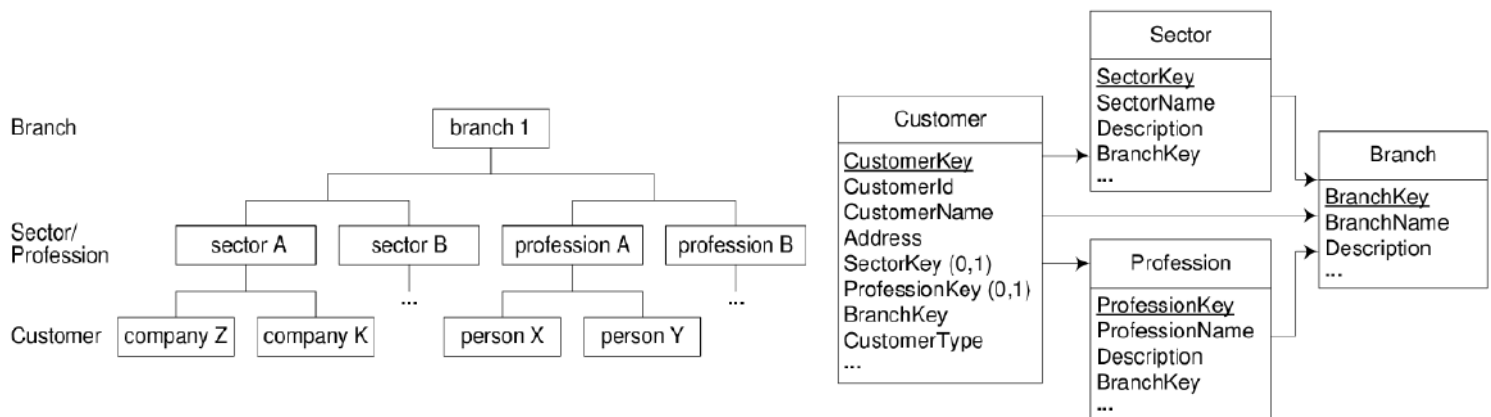 Branch
branch 1
Sector/
Profession
sector A
sector B
profession A
profession B
...
...
Customer
company Z
company K
person X
person Y
Customer
CustomerKey
CustomerId
CustomerName
Address
SectorKey (0,1)
ProfessionKey (0,1)
BranchKey
CustomerType
...
Sector
SectorKey
SectorName
Description
BranchKey
...
Profession
ProfessionKey
ProfessionName
Description
BranchKey
...
Branch
BranchKey
BranchName
Description
...